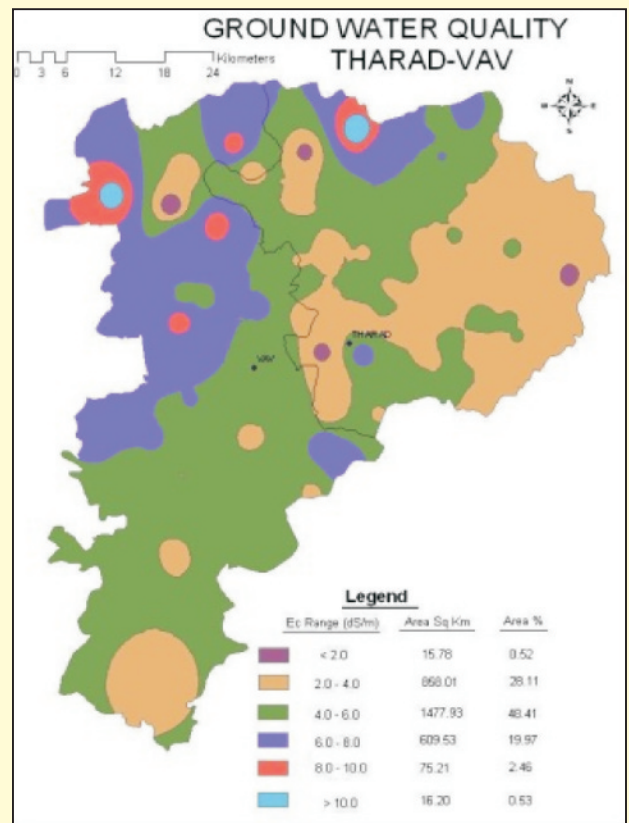 GROUND WATER QUALITY
THARAD-VAV
Kilometers
0 3 6 12 18 24
N
W E
S
THARAD
VAV
Legend
Ec Range (dS/m) Area Sq Km Area %
< 2.0 15.78 0.52
2.0 - 4.0 858.01 28.11
4.0 - 6.0 1477.93 48.41
6.0 - 8.0 609.53 19.97
8.0 - 10.0 75.21 2.46
> 10.0 16.20 0.53